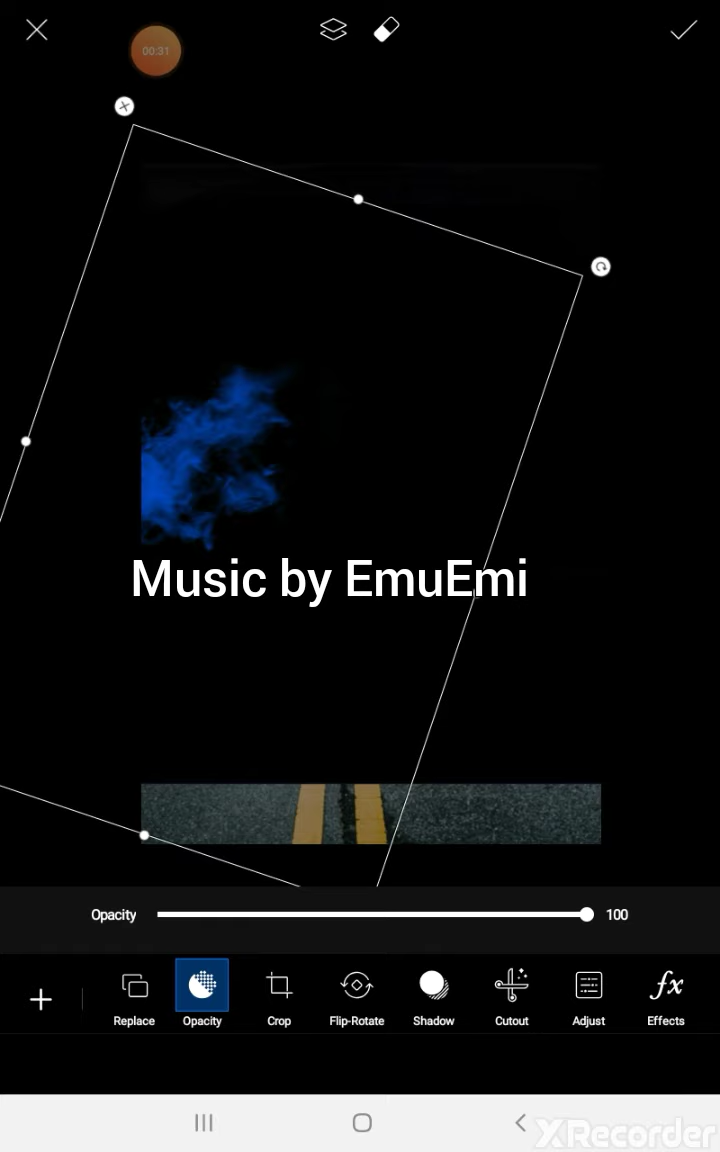 00:31
Music by EmuEmi
Opacity 100
Replace Opacity Crop Flip-Rotate Shadow Cutout Adjust Effects
XRecorder